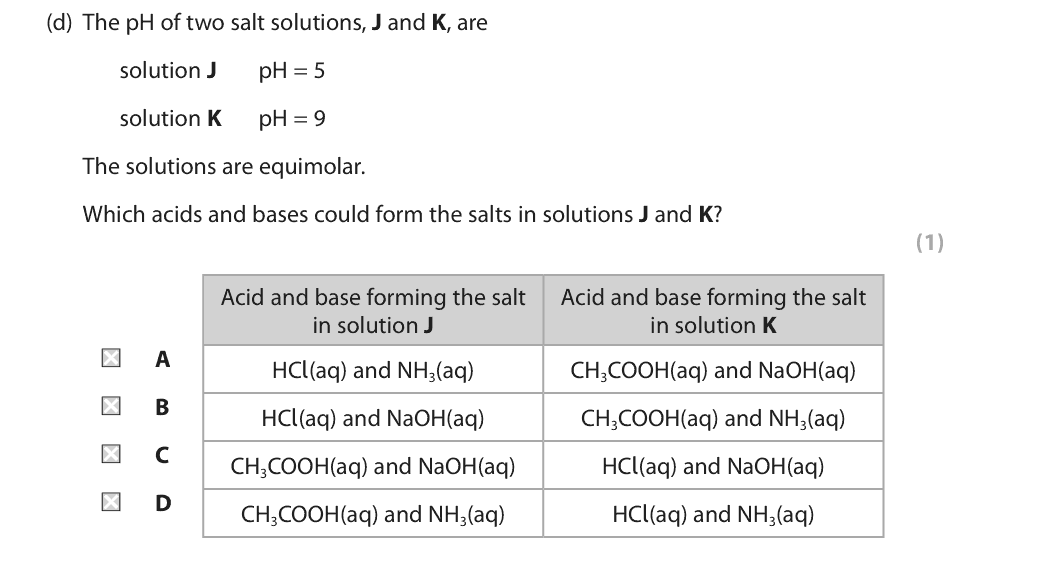 (d) The pH of two salt solutions, J and K, are
solution J pH = 5
solution K pH = 9
The solutions are equimolar.
Which acids and bases could form the salts in solutions J and K?
(1)
Acid and base forming the salt in solution J
Acid and base forming the salt in solution K
A HCl(aq) and NH₃(aq) CH₃COOH(aq) and NaOH(aq)
B HCl(aq) and NaOH(aq) CH₃COOH(aq) and NH₃(aq)
C CH₃COOH(aq) and NaOH(aq) HCl(aq) and NaOH(aq)
D CH₃COOH(aq) and NH₃(aq) HCl(aq) and NH₃(aq)